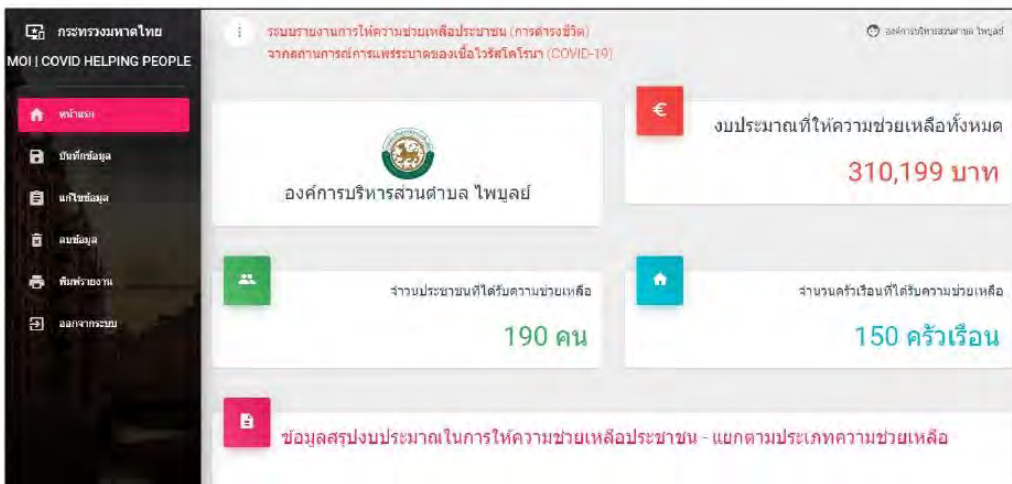 กระทรวงมหาดไทย
MOI | COVID HELPING PEOPLE
หน้าแรก
บันทึกข้อมูล
แก้ไขข้อมูล
ลบข้อมูล
พิมพ์รายงาน
ออกจากระบบ
ระบบรายงานการให้ความช่วยเหลือประชาชน (การดำรงชีวิต)
จากสถานการณ์การแพร่ระบาดของเชื้อไวรัสโคโรนา (COVID-19)
องค์การบริหารส่วนตำบล ไพบูลย์
องค์การบริหารส่วนตำบล ไพบูลย์
งบประมาณที่ให้ความช่วยเหลือทั้งหมด
310,199 บาท
จำวนประชาชนที่ได้รับความช่วยเหลือ
190 คน
จำนวนครัวเรือนที่ได้รับความช่วยเหลือ
150 ครัวเรือน
ข้อมูลสรุปงบประมาณในการให้ความช่วยเหลือประชาชน - แยกตามประเภทความช่วยเหลือ